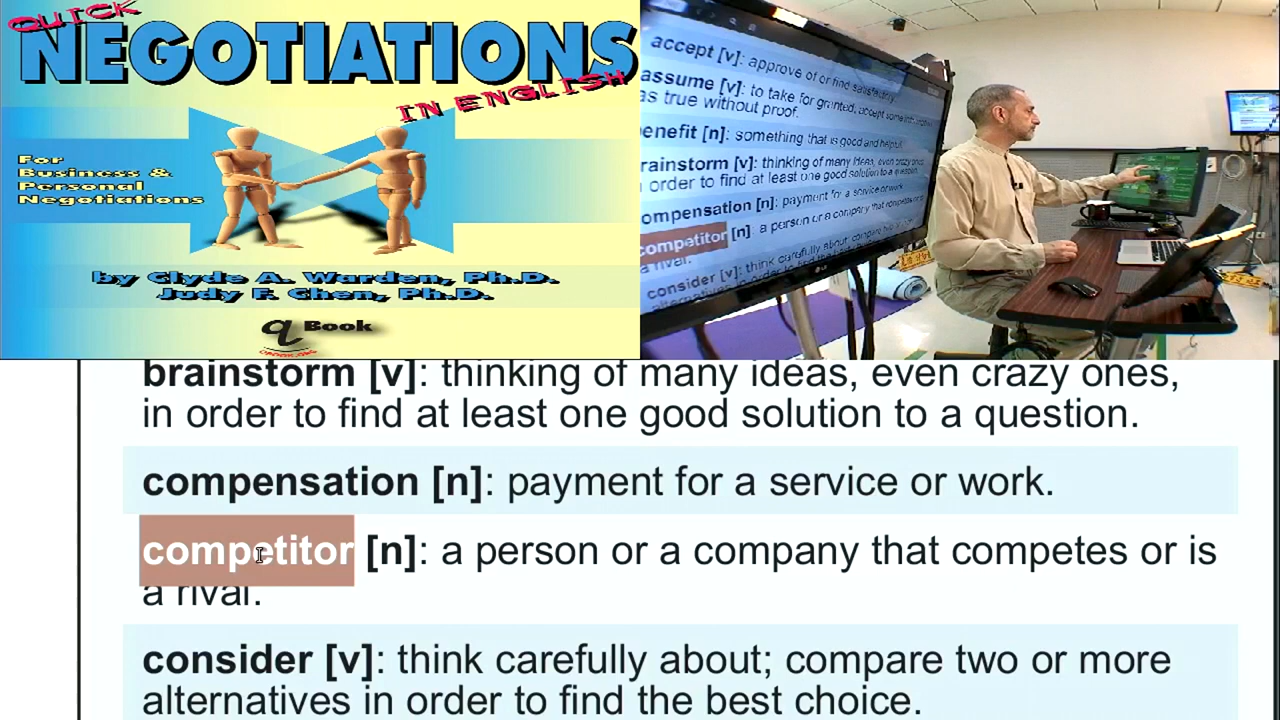 QUICK
NEGOTIATIONS
IN ENGLISH
For
Business &
Personal
Negotiations
by Clyde A. Warden, Ph.D.
Judy F. Chen, Ph.D.
q Book
accept [v]: approve of or find satisfactory.
assume [v]: to take for granted, accept
as true without proof.
enefit [n]: something that is good and helpful.
rainstorm [v]: thinking of many ideas, even crazy ones,
n order to find at least one good solution to a question.
ompensation [n]: payment for a service or work.
competitor [n]: a person or a company that competes
a rival.
consider [v]: think carefully about; compare two
brainstorm [v]: thinking of many ideas, even crazy ones,
in order to find at least one good solution to a question.
compensation [n]: payment for a service or work.
competitor [n]: a person or a company that competes or is
a rival.
consider [v]: think carefully about; compare two or more
alternatives in order to find the best choice.